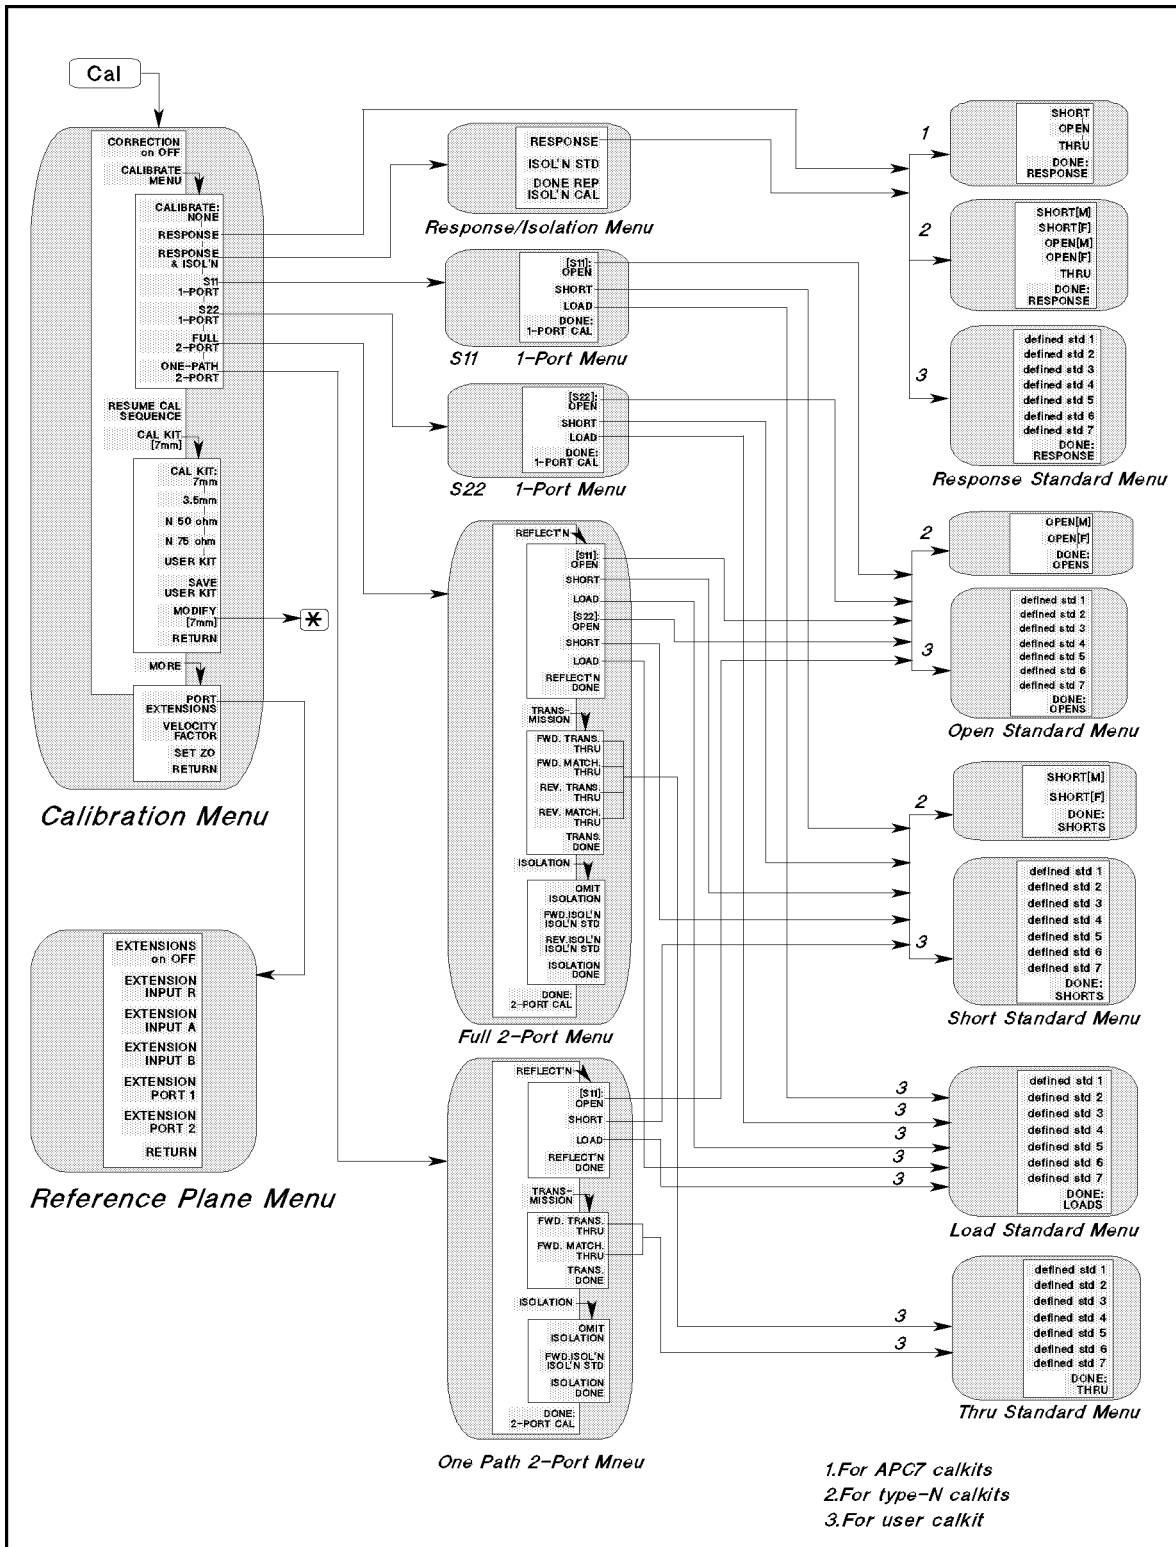 Cal
CORRECTION
on OFF
CALIBRATE
MENU
CALIBRATE:
NONE
RESPONSE
RESPONSE
& ISOL'N
S11
1-PORT
S22
1-PORT
FULL
2-PORT
ONE-PATH
2-PORT
RESUME CAL
SEQUENCE
CAL KIT
[7mm]
CAL KIT:
7mm
3.5mm
N 50 ohm
N 75 ohm
USER KIT
SAVE
USER KIT
MODIFY
[7mm]
RETURN
*
MORE
PORT
EXTENSIONS
VELOCITY
FACTOR
SET ZO
RETURN
Calibration Menu
EXTENSIONS
on OFF
EXTENSION
INPUT R
EXTENSION
INPUT A
EXTENSION
INPUT B
EXTENSION
PORT 1
EXTENSION
PORT 2
RETURN
Reference Plane Menu
RESPONSE
ISOL'N STD
DONE REP
ISOL'N CAL
Response/Isolation Menu
[S11]:
OPEN
SHORT
LOAD
DONE:
1-PORT CAL
S11 1-Port Menu
[S22]:
OPEN
SHORT
LOAD
DONE:
1-PORT CAL
S22 1-Port Menu
REFLECT'N
[S11]:
OPEN
SHORT
LOAD
[S22]:
OPEN
SHORT
LOAD
REFLECT'N
DONE
TRANS-
MISSION
FWD. TRANS.
THRU
FWD. MATCH.
THRU
REV. TRANS.
THRU
REV. MATCH.
THRU
TRANS.
DONE
ISOLATION
OMIT
ISOLATION
FWD.ISOL'N
ISOL'N STD
REV.ISOL'N
ISOL'N STD
ISOLATION
DONE
DONE:
2-PORT CAL
Full 2-Port Menu
REFLECT'N
[S11]:
OPEN
SHORT
LOAD
REFLECT'N
DONE
TRANS-
MISSION
FWD. TRANS.
THRU
FWD. MATCH.
THRU
TRANS.
DONE
ISOLATION
OMIT
ISOLATION
FWD.ISOL'N
ISOL'N STD
ISOLATION
DONE
DONE:
2-PORT CAL
One Path 2-Port Mneu
1
SHORT
OPEN
THRU
DONE:
RESPONSE
2
SHORT[M]
SHORT[F]
OPEN[M]
OPEN[F]
THRU
DONE:
RESPONSE
3
defined std 1
defined std 2
defined std 3
defined std 4
defined std 5
defined std 6
defined std 7
DONE:
RESPONSE
Response Standard Menu
2
OPEN[M]
OPEN[F]
DONE:
OPENS
3
defined std 1
defined std 2
defined std 3
defined std 4
defined std 5
defined std 6
defined std 7
DONE:
OPENS
Open Standard Menu
2
SHORT[M]
SHORT[F]
DONE:
SHORTS
3
defined std 1
defined std 2
defined std 3
defined std 4
defined std 5
defined std 6
defined std 7
DONE:
SHORTS
Short Standard Menu
3
3
3
3
3
defined std 1
defined std 2
defined std 3
defined std 4
defined std 5
defined std 6
defined std 7
DONE:
LOADS
Load Standard Menu
3
3
defined std 1
defined std 2
defined std 3
defined std 4
defined std 5
defined std 6
defined std 7
DONE:
THRU
Thru Standard Menu
1.For APC7 calkits
2.For type-N calkits
3.For user calkit